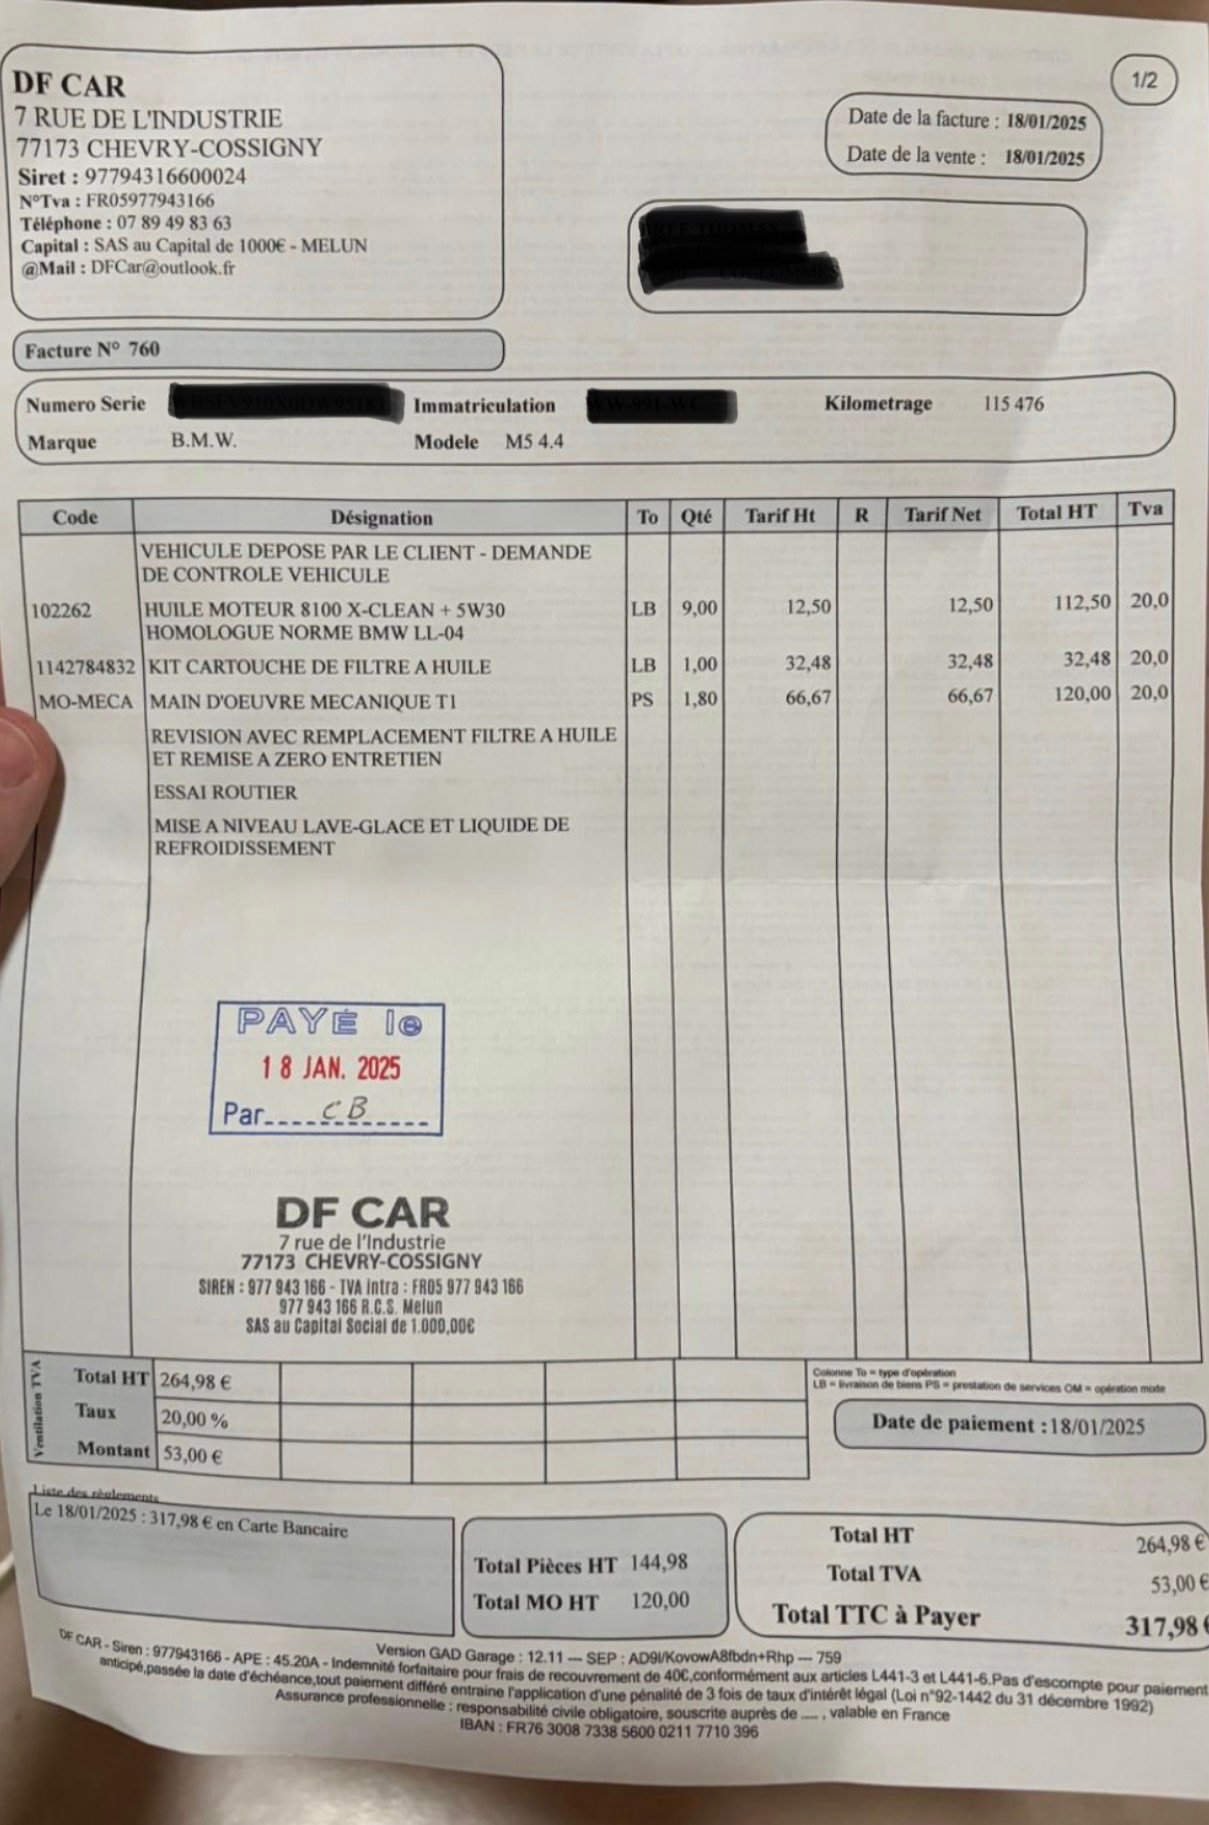 1/2
DF CAR
7 RUE DE L'INDUSTRIE
77173 CHEVRY-COSSIGNY
Siret : 97794316600024
N°Tva : FR05977943166
Téléphone : 07 89 49 83 63
Capital : SAS au Capital de 1000€ - MELUN
@Mail : DFCar@outlook.fr
Date de la facture : 18/01/2025
Date de la vente : 18/01/2025
Facture N° 760
Numero Serie Immatriculation Kilometrage 115 476
Marque B.M.W. Modele M5 4.4
Code Désignation To Qté Tarif Ht R Tarif Net Total HT Tva
VEHICULE DEPOSE PAR LE CLIENT - DEMANDE
DE CONTROLE VEHICULE
102262 HUILE MOTEUR 8100 X-CLEAN + 5W30 LB 9,00 12,50 12,50 112,50 20,0
HOMOLOGUE NORME BMW LL-04
1142784832 KIT CARTOUCHE DE FILTRE A HUILE LB 1,00 32,48 32,48 32,48 20,0
MO-MECA MAIN D'OEUVRE MECANIQUE T1 PS 1,80 66,67 66,67 120,00 20,0
REVISION AVEC REMPLACEMENT FILTRE A HUILE
ET REMISE A ZERO ENTRETIEN
ESSAI ROUTIER
MISE A NIVEAU LAVE-GLACE ET LIQUIDE DE
REFROIDISSEMENT
PAYÉ le
18 JAN. 2025
Par CB
DF CAR
7 rue de l'Industrie
77173 CHEVRY-COSSIGNY
SIREN : 977 943 166 - TVA Intra : FR05 977 943 166
977 943 166 R.C.S. Melun
SAS au Capital Social de 1.000,00€
Ventilation TVA
Total HT 264,98 €
Taux 20,00 %
Montant 53,00 €
Colonne To = type d'opération
LB = livraison de biens PS = prestation de services OM = opération mixte
Date de paiement : 18/01/2025
Liste des règlements
Le 18/01/2025 : 317,98 € en Carte Bancaire
Total Pièces HT 144,98
Total MO HT 120,00
Total HT 264,98 €
Total TVA 53,00 €
Total TTC à Payer 317,98 €
Version GAD Garage : 12.11 --- SEP : AD9I/KovowA8fbdn+Rhp --- 759
DF CAR - Siren : 977943166 - APE : 45.20A - Indemnité forfaitaire pour frais de recouvrement de 40€,conformément aux articles L441-3 et L441-6.Pas d'escompte pour paiement
anticipé,passée la date d'échéance,tout paiement différé entraine l'application d'une pénalité de 3 fois de taux d'intérêt légal (Loi n°92-1442 du 31 décembre 1992)
Assurance professionnelle : responsabilité civile obligatoire, souscrite auprès de ..... , valable en France
IBAN : FR76 3008 7338 5600 0211 7710 396